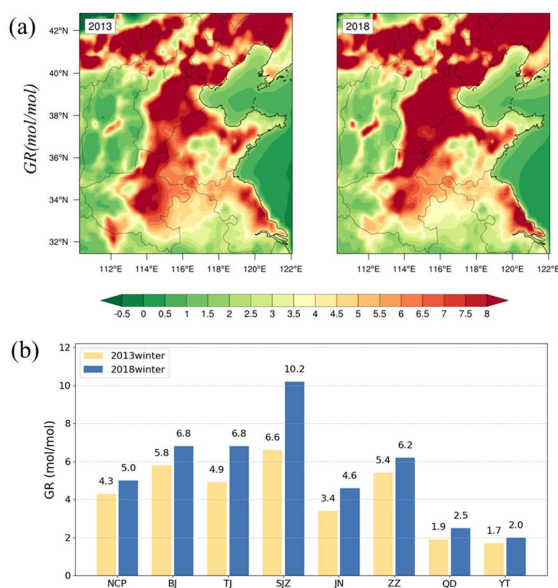 (a)
2013
2018
GR(mol/mol)
42°N
40°N
38°N
36°N
34°N
32°N
42°N
40°N
38°N
36°N
34°N
32°N
112°E 114°E 116°E 118°E 120°E 122°E
112°E 114°E 116°E 118°E 120°E 122°E
-0.5 0 0.5 1 1.5 2 2.5 3 3.5 4 4.5 5 5.5 6 6.5 7 7.5 8
(b)
2013winter
2018winter
GR (mol/mol)
12
10
8
6
4
2
0
4.3 5.0 5.8 6.8 4.9 6.8 6.6 10.2 3.4 4.6 5.4 6.2 1.9 2.5 1.7 2.0
NCP BJ TJ SJZ JN ZZ QD YT